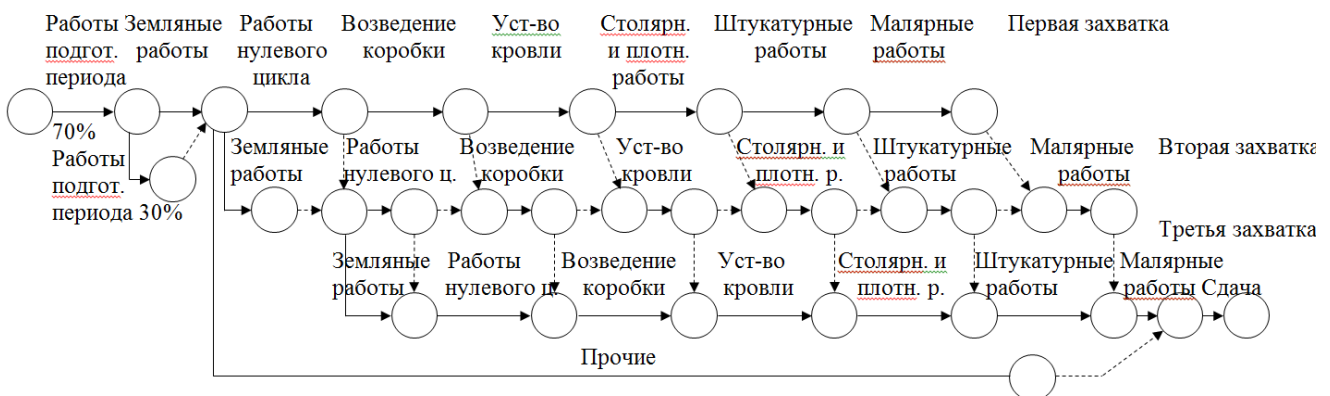 Работы Земляные Работы Возведение Уст-во Столярн. Штукатурные Малярные Первая захватка
подгот. работы нулевого коробки кровли и плотн. работы работы
периода цикла работы
70%
Работы
подгот.
периода 30%
Земляные Работы Возведение Уст-во Столярн. и Штукатурные Малярные Вторая захватка
работы нулевого ц. коробки кровли плотн. р. работы работы
Третья захватка
Земляные Работы Возведение Уст-во Столярн. и Штукатурные Малярные
работы нулевого ц. коробки кровли плотн. р. работы работы Сдача
Прочие